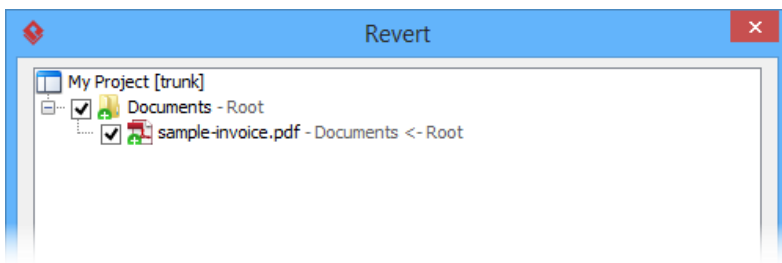 Revert
My Project [trunk]
Documents - Root
sample-invoice.pdf - Documents <- Root